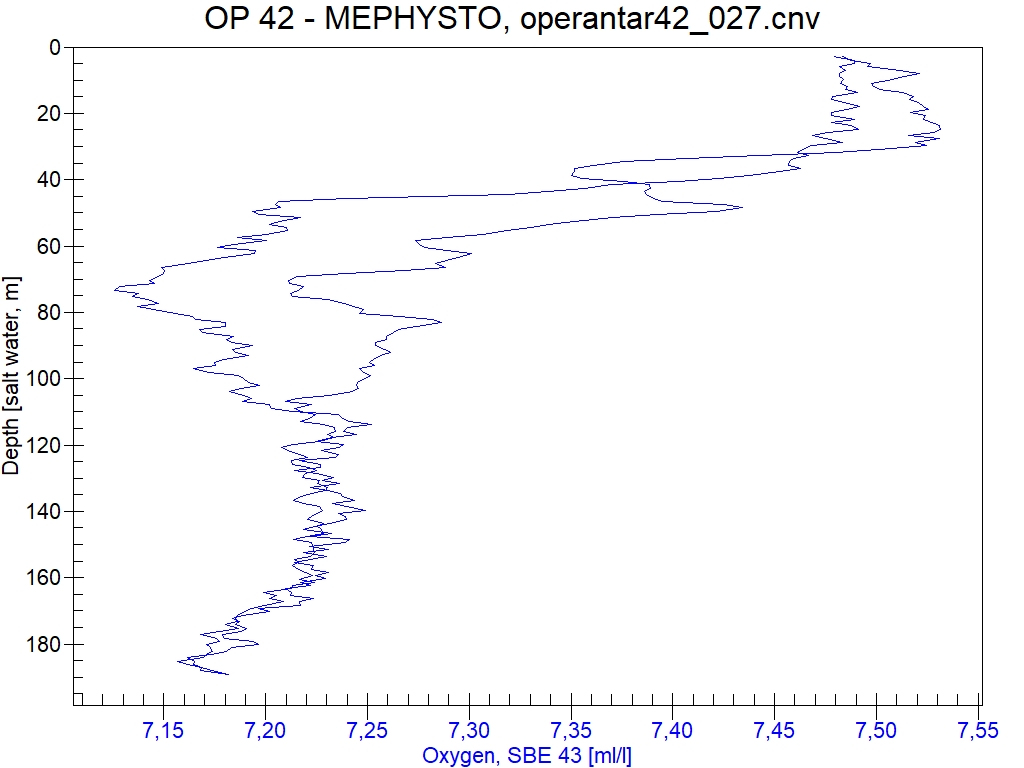 OP 42 - MEPHYSTO, operantar42_027.cnv
0
20
40
60
80
100
120
140
160
180
Depth [salt water, m]
7,15 7,20 7,25 7,30 7,35 7,40 7,45 7,50 7,55
Oxygen, SBE 43 [ml/l]